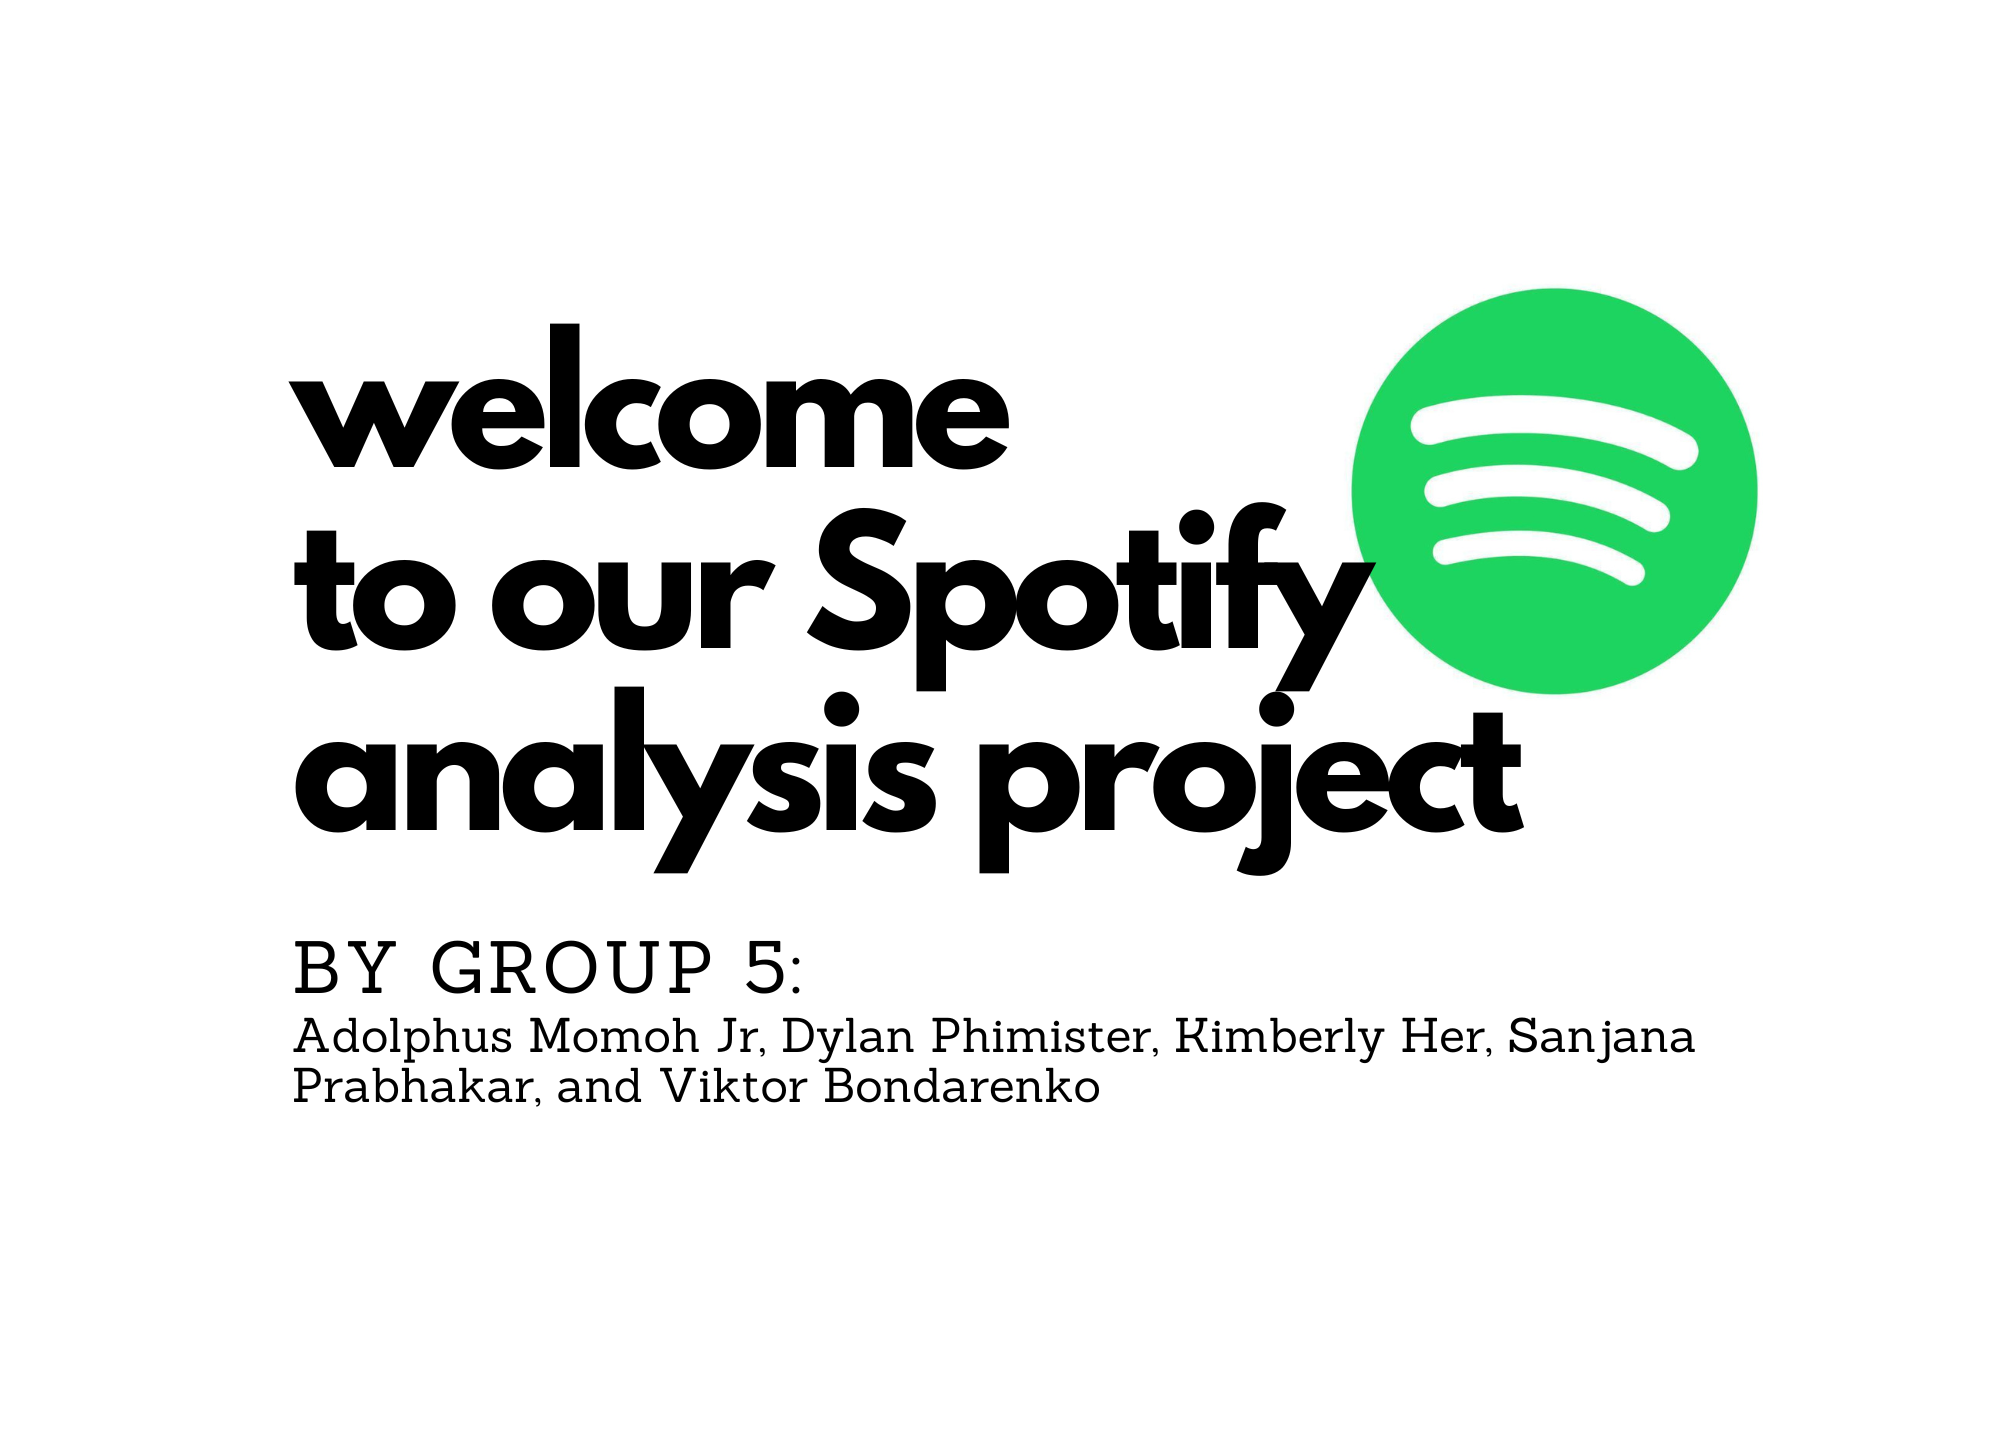 welcome
to our Spotify
analysis project
BY GROUP 5:
Adolphus Momoh Jr, Dylan Phimister, Kimberly Her, Sanjana
Prabhakar, and Viktor Bondarenko